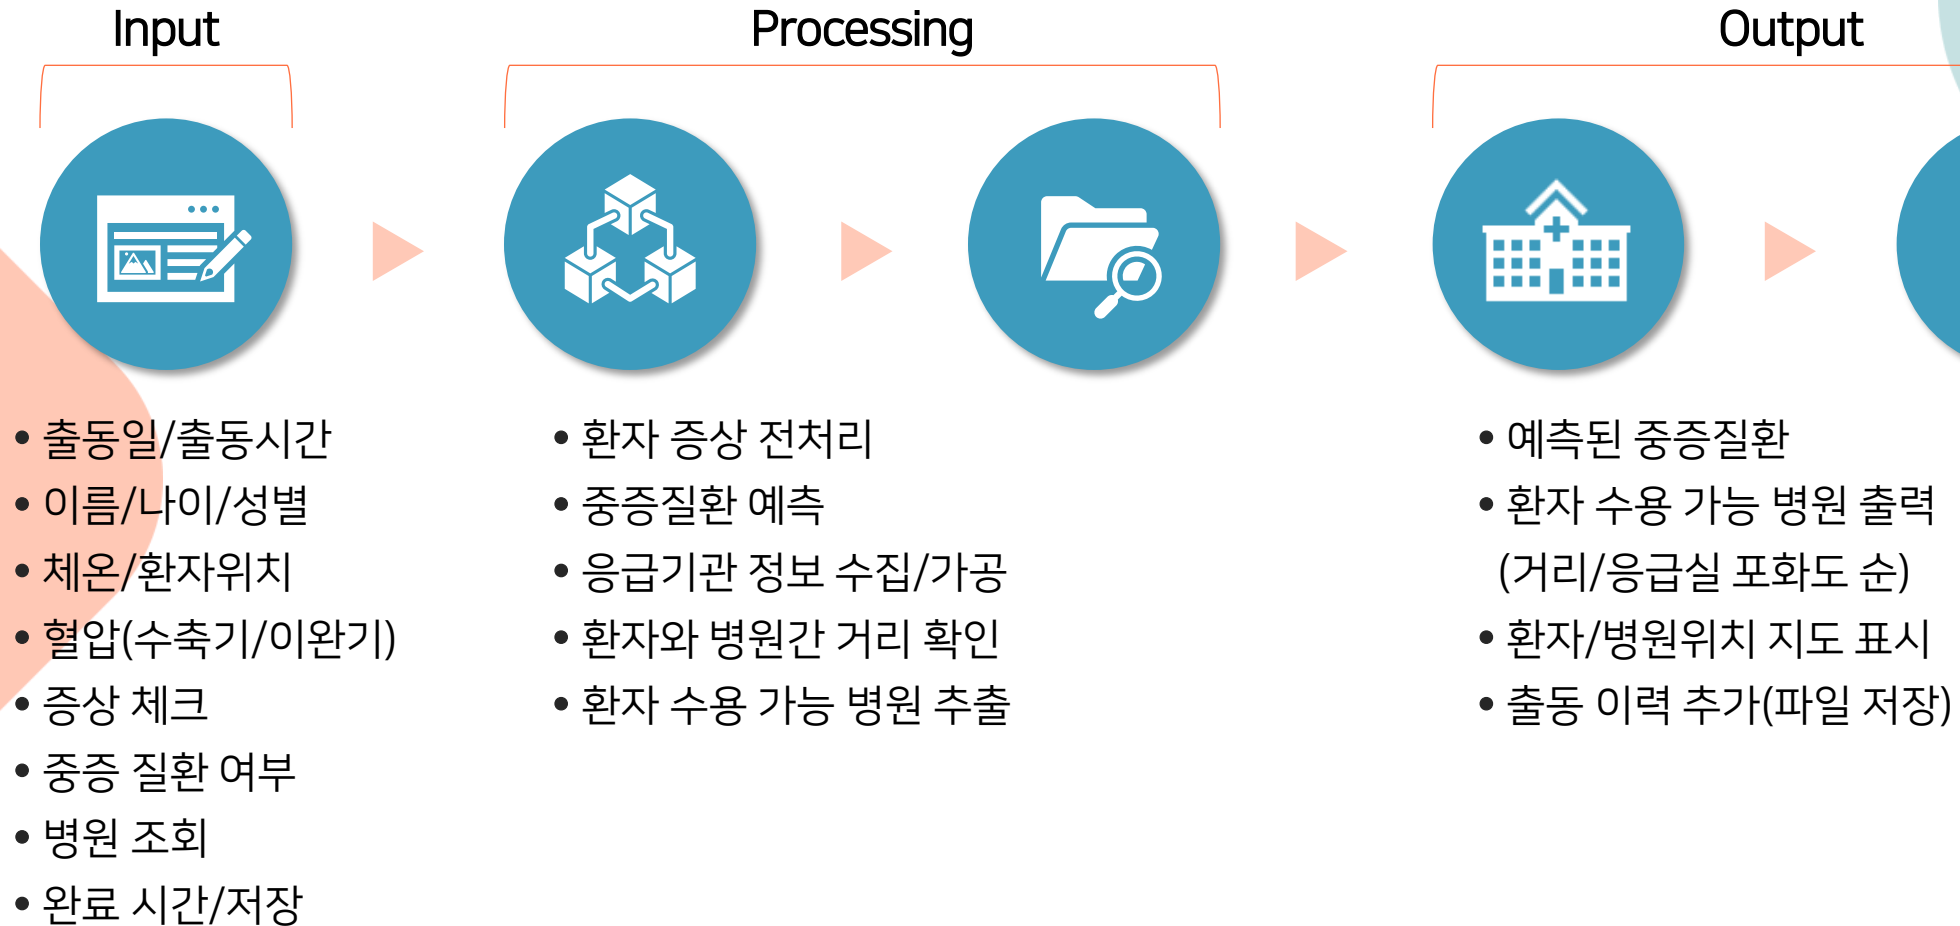 Input
• 출동일/출동시간
• 이름/나이/성별
• 체온/환자위치
• 혈압(수축기/이완기)
• 증상 체크
• 중증 질환 여부
• 병원 조회
• 완료 시간/저장
Processing
• 환자 증상 전처리
• 중증질환 예측
• 응급기관 정보 수집/가공
• 환자와 병원간 거리 확인
• 환자 수용 가능 병원 추출
Output
• 예측된 중증질환
• 환자 수용 가능 병원 출력
(거리/응급실 포화도 순)
• 환자/병원위치 지도 표시
• 출동 이력 추가(파일 저장)